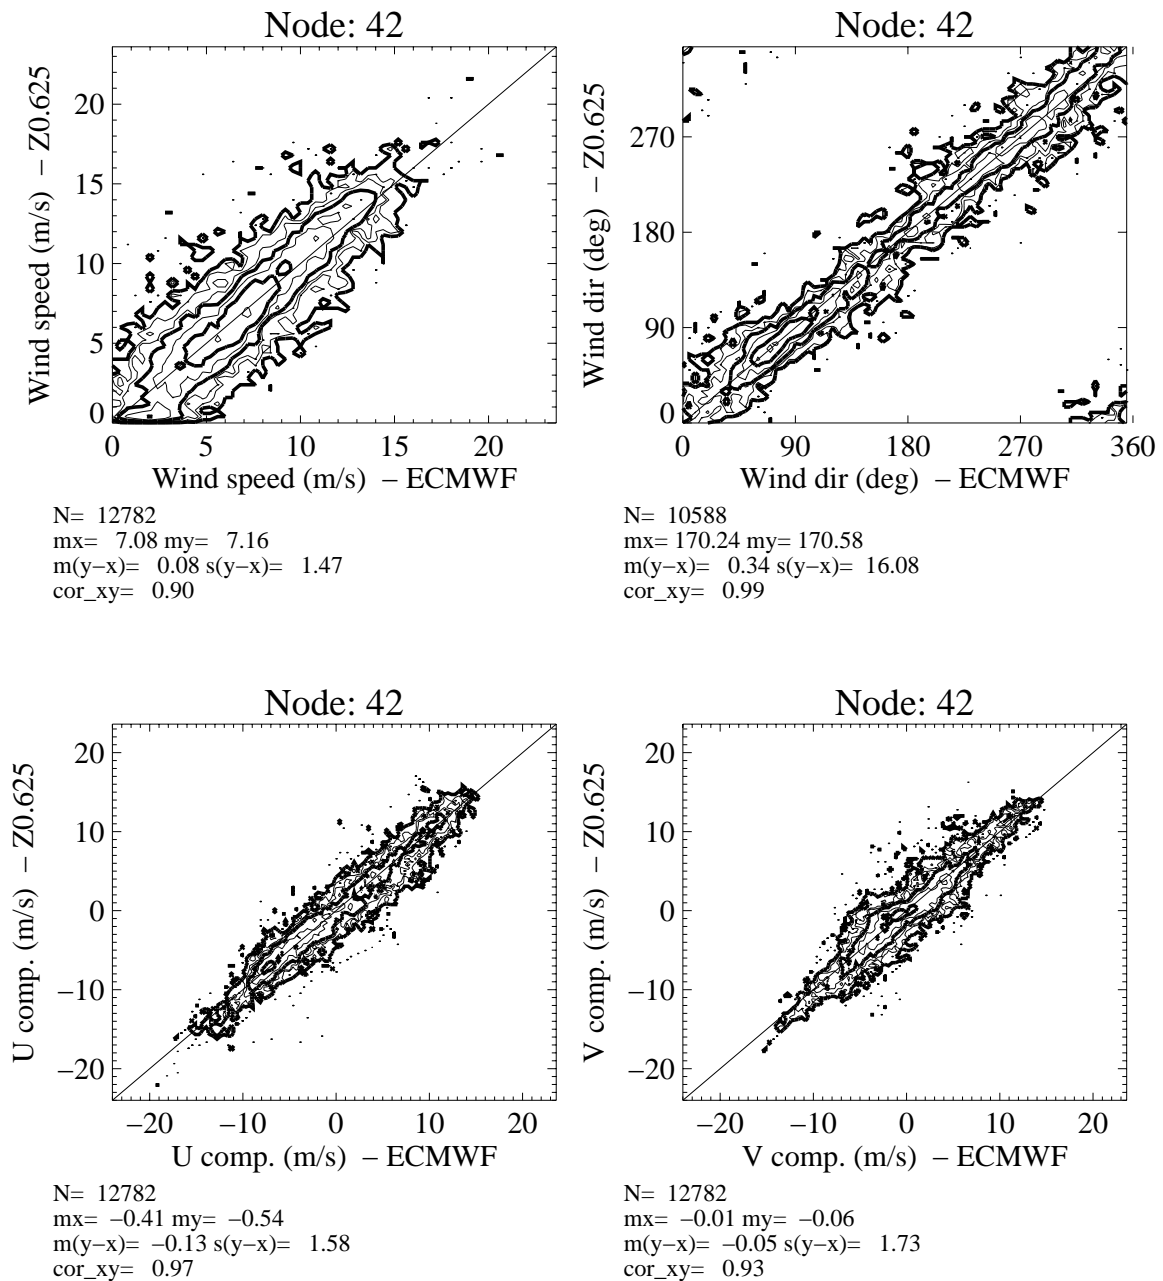 Node: 42
Wind speed (m/s) − Z0.625
20
15
10
5
0
0 5 10 15 20
Wind speed (m/s) − ECMWF
N= 12782
mx= 7.08 my= 7.16
m(y−x)= 0.08 s(y−x)= 1.47
cor_xy= 0.90
Node: 42
Wind dir (deg) − Z0.625
270
180
90
0
0 90 180 270 360
Wind dir (deg) − ECMWF
N= 10588
mx= 170.24 my= 170.58
m(y−x)= 0.34 s(y−x)= 16.08
cor_xy= 0.99
Node: 42
U comp. (m/s) − Z0.625
20
10
0
−10
−20
−20 −10 0 10 20
U comp. (m/s) − ECMWF
N= 12782
mx= −0.41 my= −0.54
m(y−x)= −0.13 s(y−x)= 1.58
cor_xy= 0.97
Node: 42
V comp. (m/s) − Z0.625
20
10
0
−10
−20
−20 −10 0 10 20
V comp. (m/s) − ECMWF
N= 12782
mx= −0.01 my= −0.06
m(y−x)= −0.05 s(y−x)= 1.73
cor_xy= 0.93